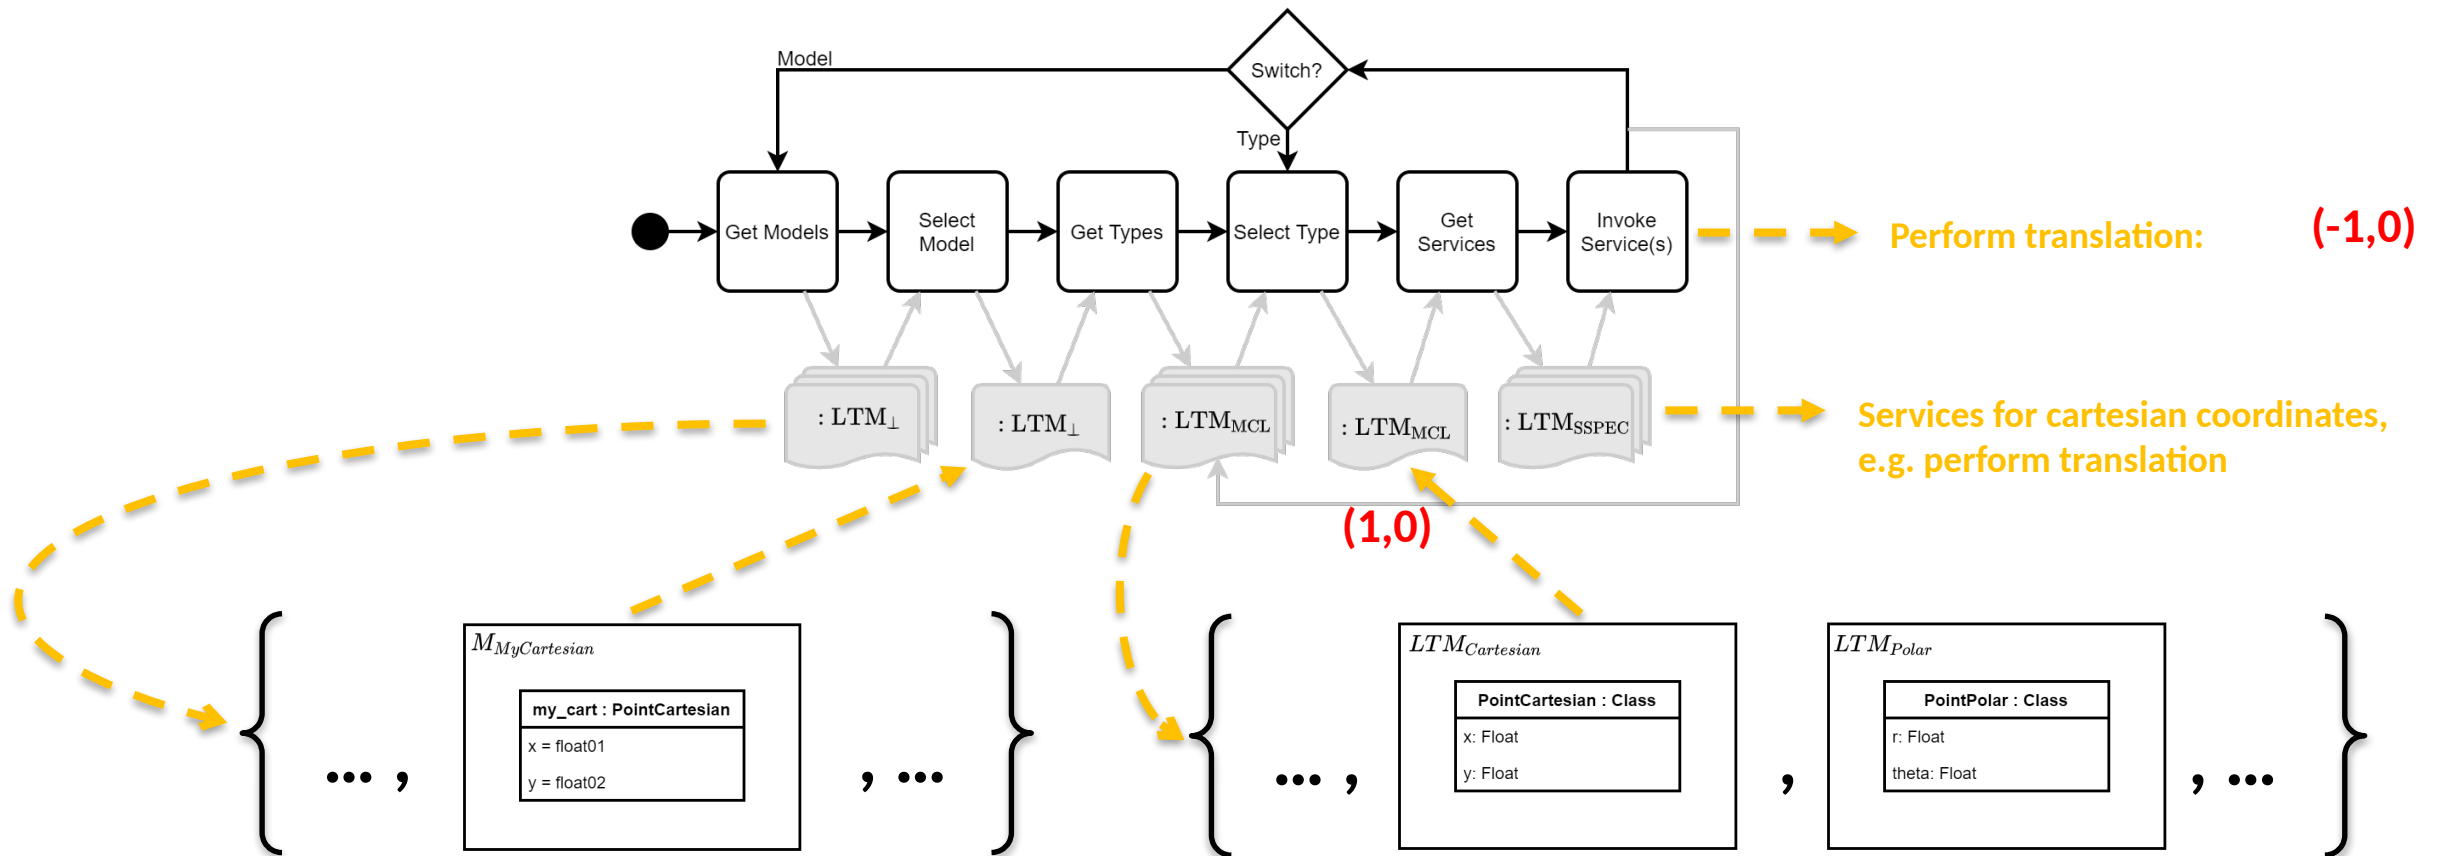 Model
Switch?
Type
Get Models
Select
Model
Get Types
Select Type
Get
Services
Invoke
Service(s)
Perform translation:
(-1,0)
: LTM⊥
: LTM⊥
: LTMMCL
: LTMMCL
: LTMSSPEC
Services for cartesian coordinates,
e.g. perform translation
(1,0)
{
... ,
MMyCartesian
my_cart : PointCartesian
x = float01
y = float02
, ...
}
{
... ,
LTMCartesian
PointCartesian : Class
x: Float
y: Float
,
LTMPolar
PointPolar : Class
r: Float
theta: Float
, ...
}